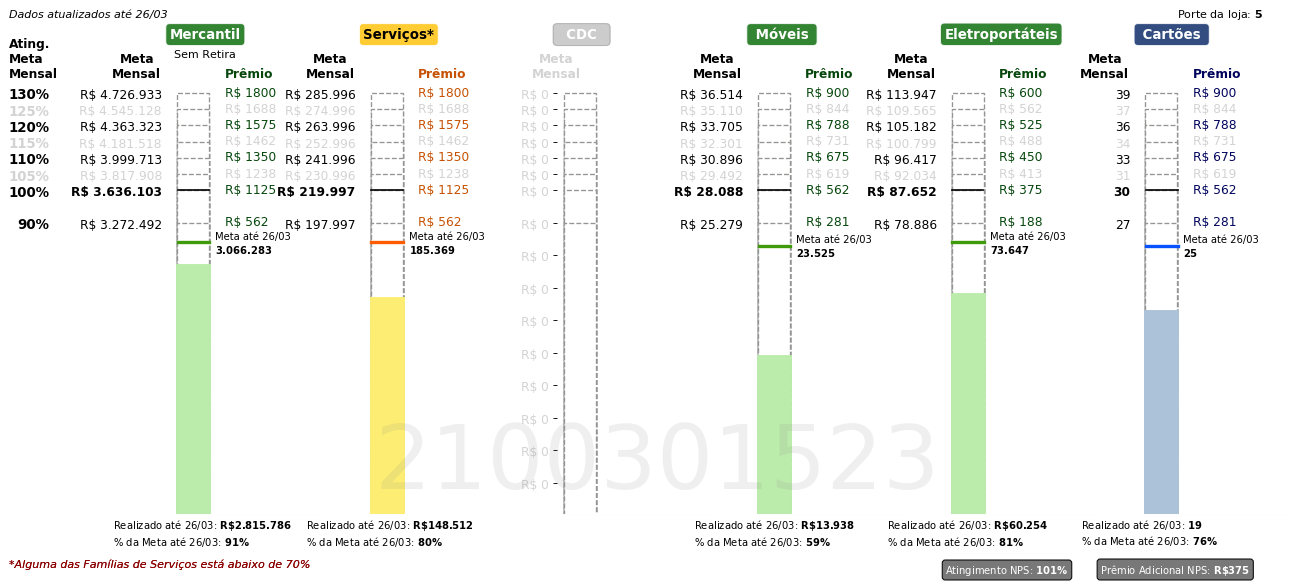 Dados atualizados até 26/03
Porte da loja: 5
Mercantil Serviços* CDC Móveis Eletroportáteis Cartões
Sem Retira
Ating. Meta Mensal
Meta Mensal Prêmio Meta Mensal Prêmio Meta Mensal Meta Mensal Prêmio Meta Mensal Prêmio Meta Mensal Prêmio
130% R$ 4.726.933 R$ 1800 R$ 285.996 R$ 1800 R$ 0 R$ 36.514 R$ 900 R$ 113.947 R$ 600 39 R$ 900
125% R$ 4.545.128 R$ 1688 R$ 274.996 R$ 1688 R$ 0 R$ 35.110 R$ 844 R$ 109.565 R$ 562 37 R$ 844
120% R$ 4.363.323 R$ 1575 R$ 263.996 R$ 1575 R$ 0 R$ 33.705 R$ 788 R$ 105.182 R$ 525 36 R$ 788
115% R$ 4.181.518 R$ 1462 R$ 252.996 R$ 1462 R$ 0 R$ 32.301 R$ 731 R$ 100.799 R$ 488 34 R$ 731
110% R$ 3.999.713 R$ 1350 R$ 241.996 R$ 1350 R$ 0 R$ 30.896 R$ 675 R$ 96.417 R$ 450 33 R$ 675
105% R$ 3.817.908 R$ 1238 R$ 230.996 R$ 1238 R$ 0 R$ 29.492 R$ 619 R$ 92.034 R$ 413 31 R$ 619
100% R$ 3.636.103 R$ 1125 R$ 219.997 R$ 1125 R$ 0 R$ 28.088 R$ 562 R$ 87.652 R$ 375 30 R$ 562
90% R$ 3.272.492 R$ 562 R$ 197.997 R$ 562 R$ 0 R$ 25.279 R$ 281 R$ 78.886 R$ 188 27 R$ 281
Meta até 26/03 Meta até 26/03 Meta até 26/03 Meta até 26/03 Meta até 26/03
3.066.283 185.369 23.525 73.647 25
R$ 0
R$ 0
R$ 0
R$ 0
R$ 0
R$ 0
R$ 0
R$ 0
2100301523
Realizado até 26/03: R$2.815.786 Realizado até 26/03: R$148.512 Realizado até 26/03: R$13.938 Realizado até 26/03: R$60.254 Realizado até 26/03: 19
% da Meta até 26/03: 91% % da Meta até 26/03: 80% % da Meta até 26/03: 59% % da Meta até 26/03: 81% % da Meta até 26/03: 76%
*Alguma das Famílias de Serviços está abaixo de 70%
Atingimento NPS: 101% Prêmio Adicional NPS: R$375